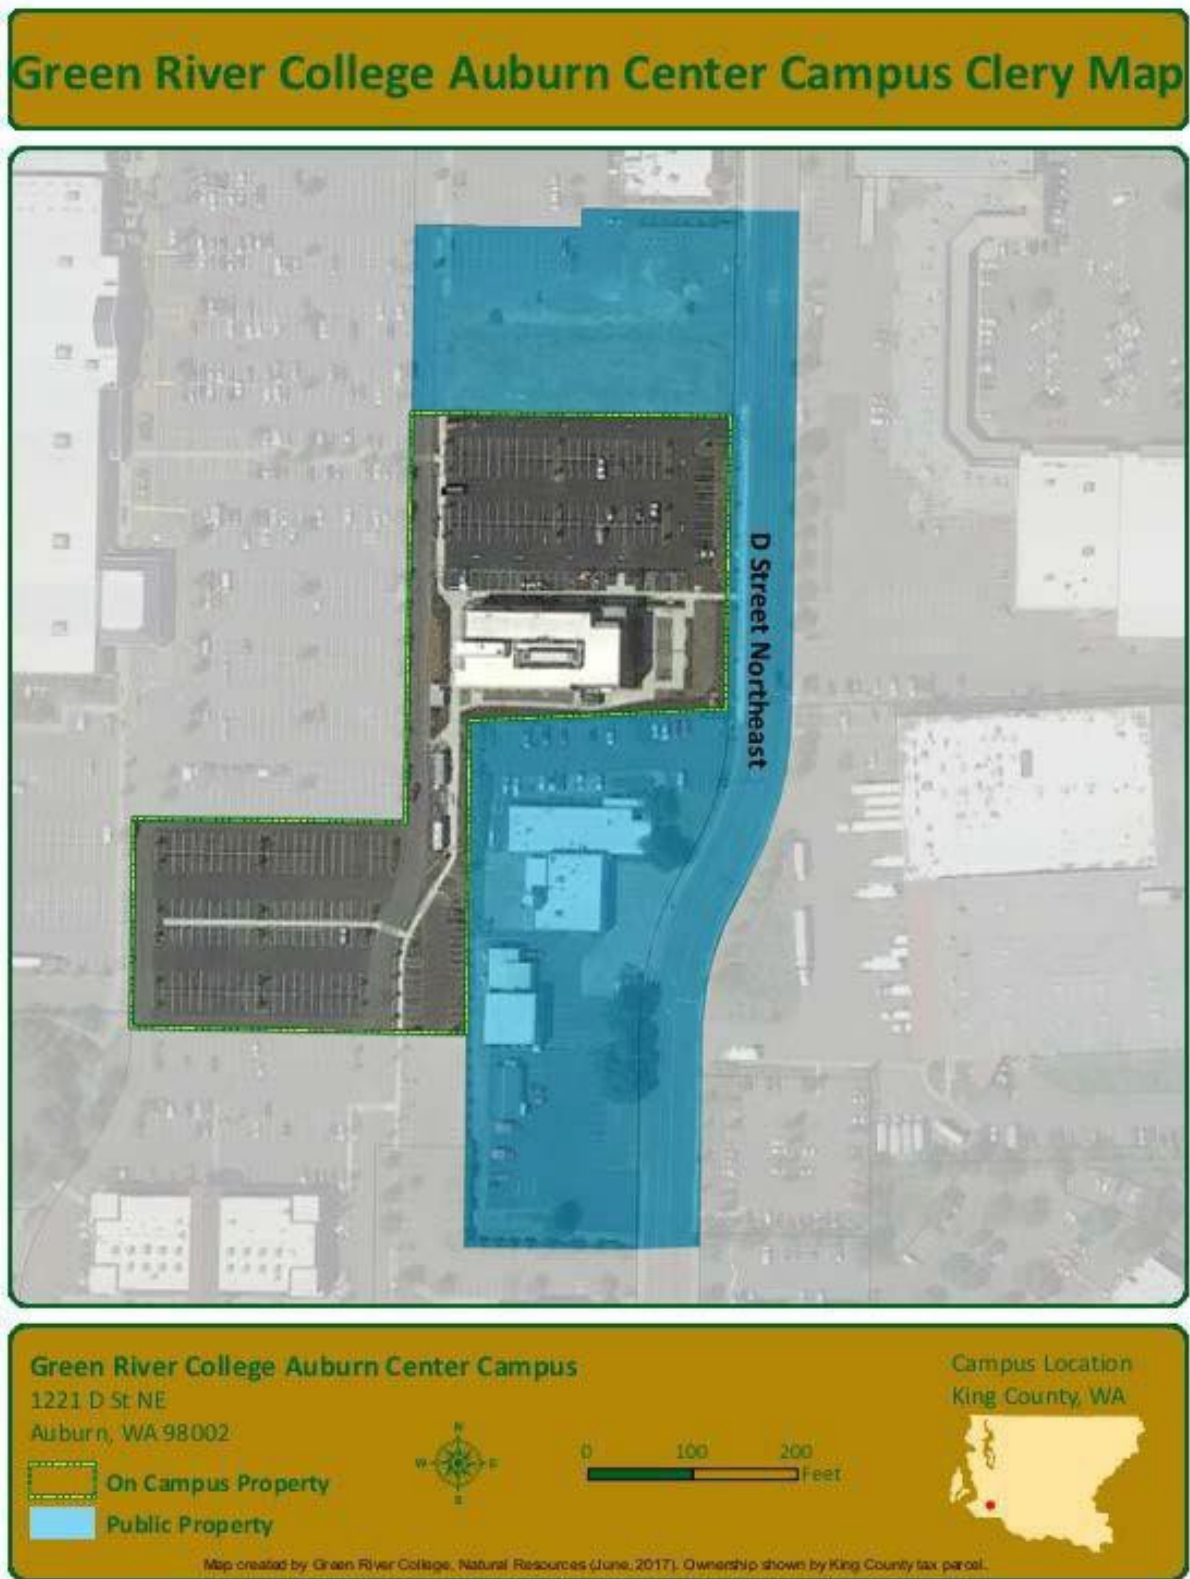 Green River College Auburn Center Campus Clery Map
D Street Northeast
Green River College Auburn Center Campus
1221 D St NE
Auburn, WA 98002
On Campus Property
Public Property
N
W
E
S
0 100 200
Feet
Campus Location
King County, WA
Map created by Green River College, Natural Resources (June, 2017). Ownership shown by King County tax parcel.